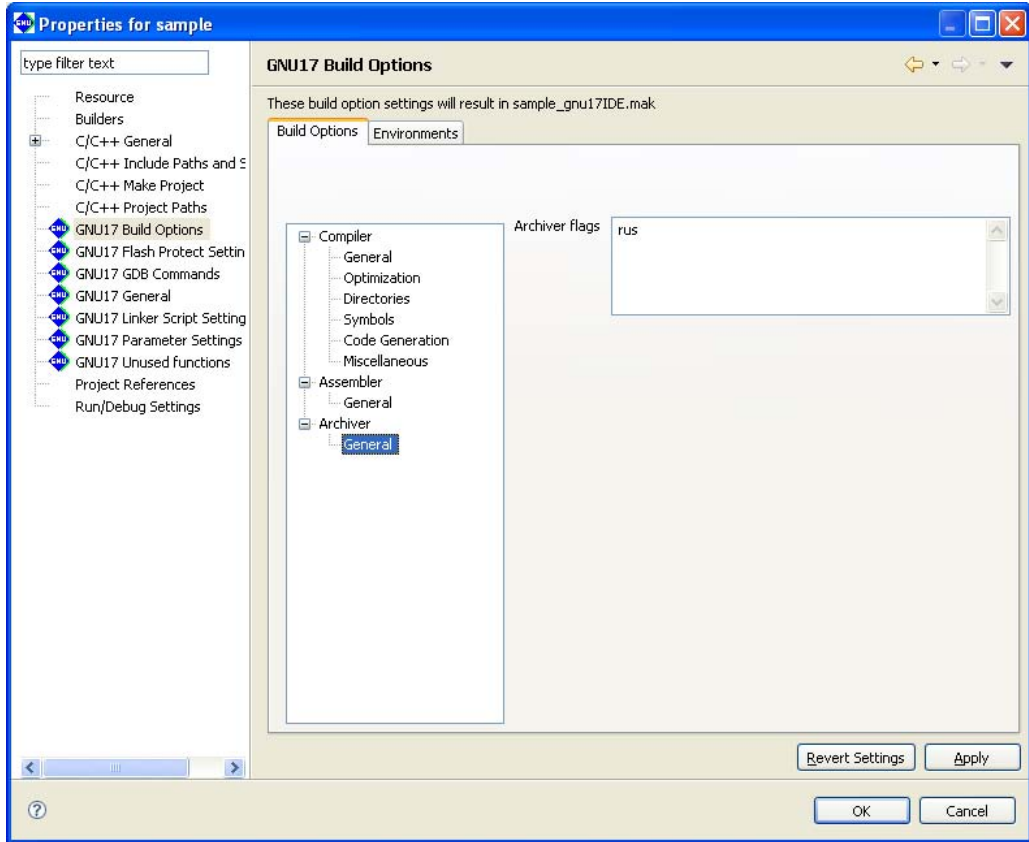 Properties for sample
type filter text
Resource
Builders
C/C++ General
C/C++ Include Paths and S
C/C++ Make Project
C/C++ Project Paths
GNU17 Build Options
GNU17 Flash Protect Settin
GNU17 GDB Commands
GNU17 General
GNU17 Linker Script Setting
GNU17 Parameter Settings
GNU17 Unused functions
Project References
Run/Debug Settings
GNU17 Build Options
These build option settings will result in sample_gnu17IDE.mak
Build Options
Environments
Compiler
General
Optimization
Directories
Symbols
Code Generation
Miscellaneous
Assembler
General
Archiver
General
Archiver flags
rus
Revert Settings
Apply
OK
Cancel